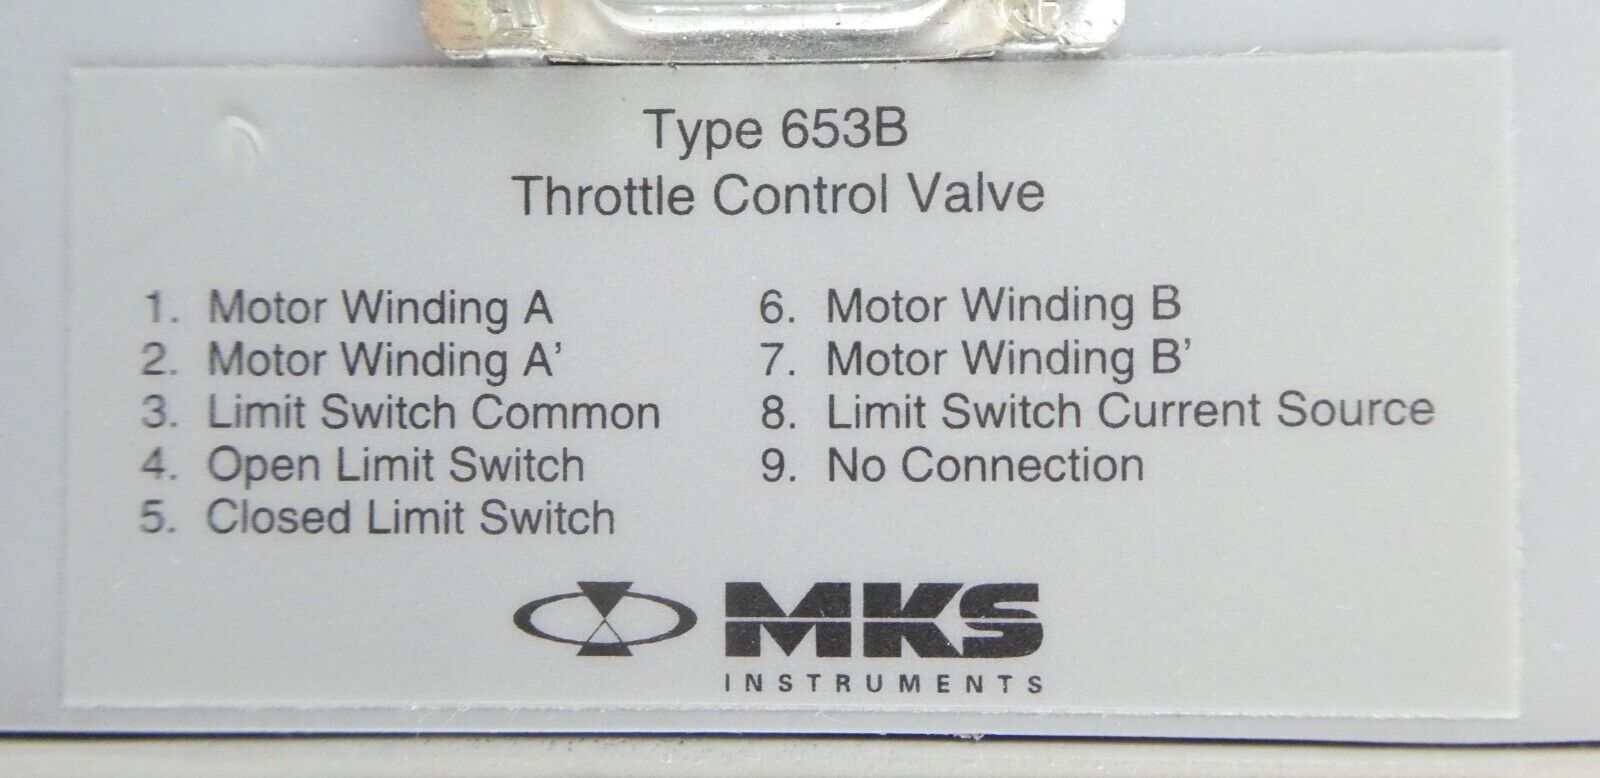 Type 653B
Throttle Control Valve
1. Motor Winding A
2. Motor Winding A'
3. Limit Switch Common
4. Open Limit Switch
5. Closed Limit Switch
6. Motor Winding B
7. Motor Winding B'
8. Limit Switch Current Source
9. No Connection
MKS
INSTRUMENTS